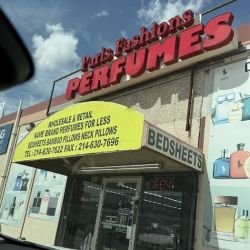 Puls Fashions
PERFUMES
WHOLESALE & RETAIL
NAME BRAND PERFUMES FOR LESS
BEDSHEETS·BAMBOO PILLOWS·NECK PILLOWS
TEL : 214-630-7622 FAX : 214-630-7696
BEDSHEETS
OPEN